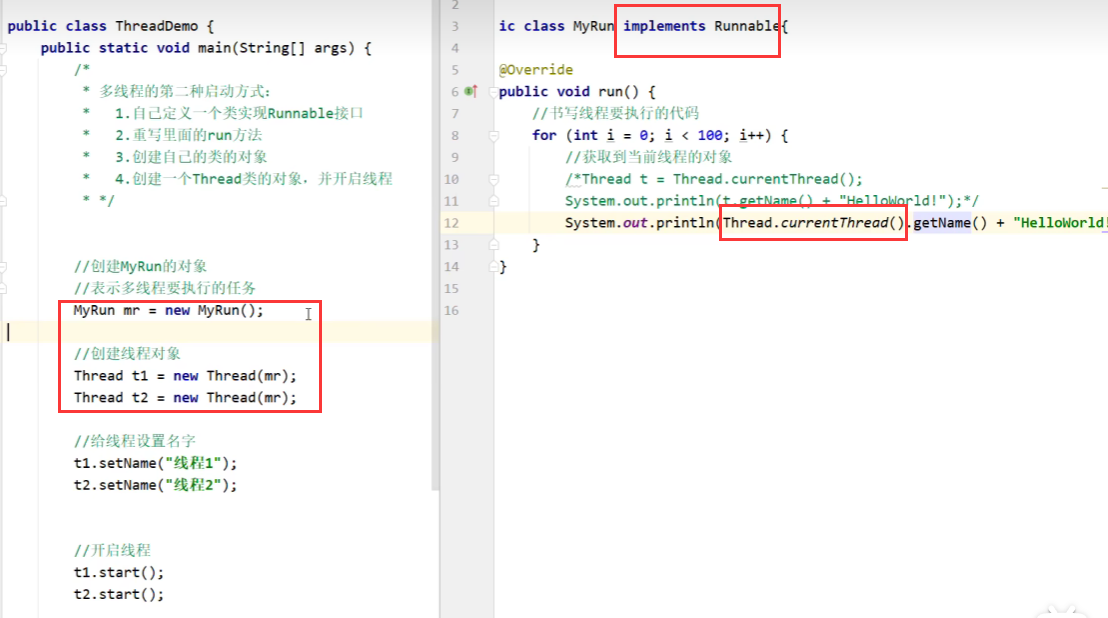 public class ThreadDemo {
public static void main(String[] args) {
/*
* 多线程的第二种启动方式：
* 1.自己定义一个类实现Runnable接口
* 2.重写里面的run方法
* 3.创建自己的类的对象
* 4.创建一个Thread类的对象，并开启线程
* */
//创建MyRun的对象
//表示多线程要执行的任务
MyRun mr = new MyRun();
//创建线程对象
Thread t1 = new Thread(mr);
Thread t2 = new Thread(mr);
//给线程设置名字
t1.setName("线程1");
t2.setName("线程2");
//开启线程
t1.start();
t2.start();
2
3 ic class MyRun implements Runnable{
4
5 @Override
6 public void run() {
7 //书写线程要执行的代码
8 for (int i = 0; i < 100; i++) {
9 //获取到当前线程的对象
10 /*Thread t = Thread.currentThread();
11 System.out.println(t.getName() + "HelloWorld!");*/
12 System.out.println(Thread.currentThread().getName() + "HelloWorld!
13 }
14 }
15
16